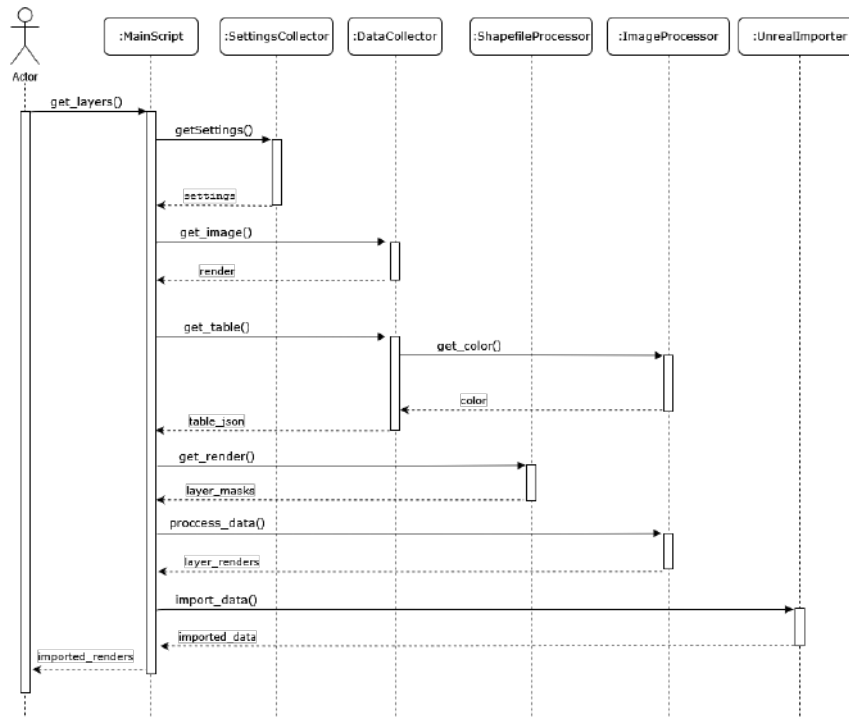 :MainScript
:SettingsCollector
:DataCollector
:ShapefileProcessor
:ImageProcessor
:UnrealImporter
Actor
get_layers()
getSettings()
settings
get_image()
render
get_table()
get_color()
color
table_json
get_render()
layer_masks
proccess_data()
layer_renders
import_data()
imported_data
imported_renders